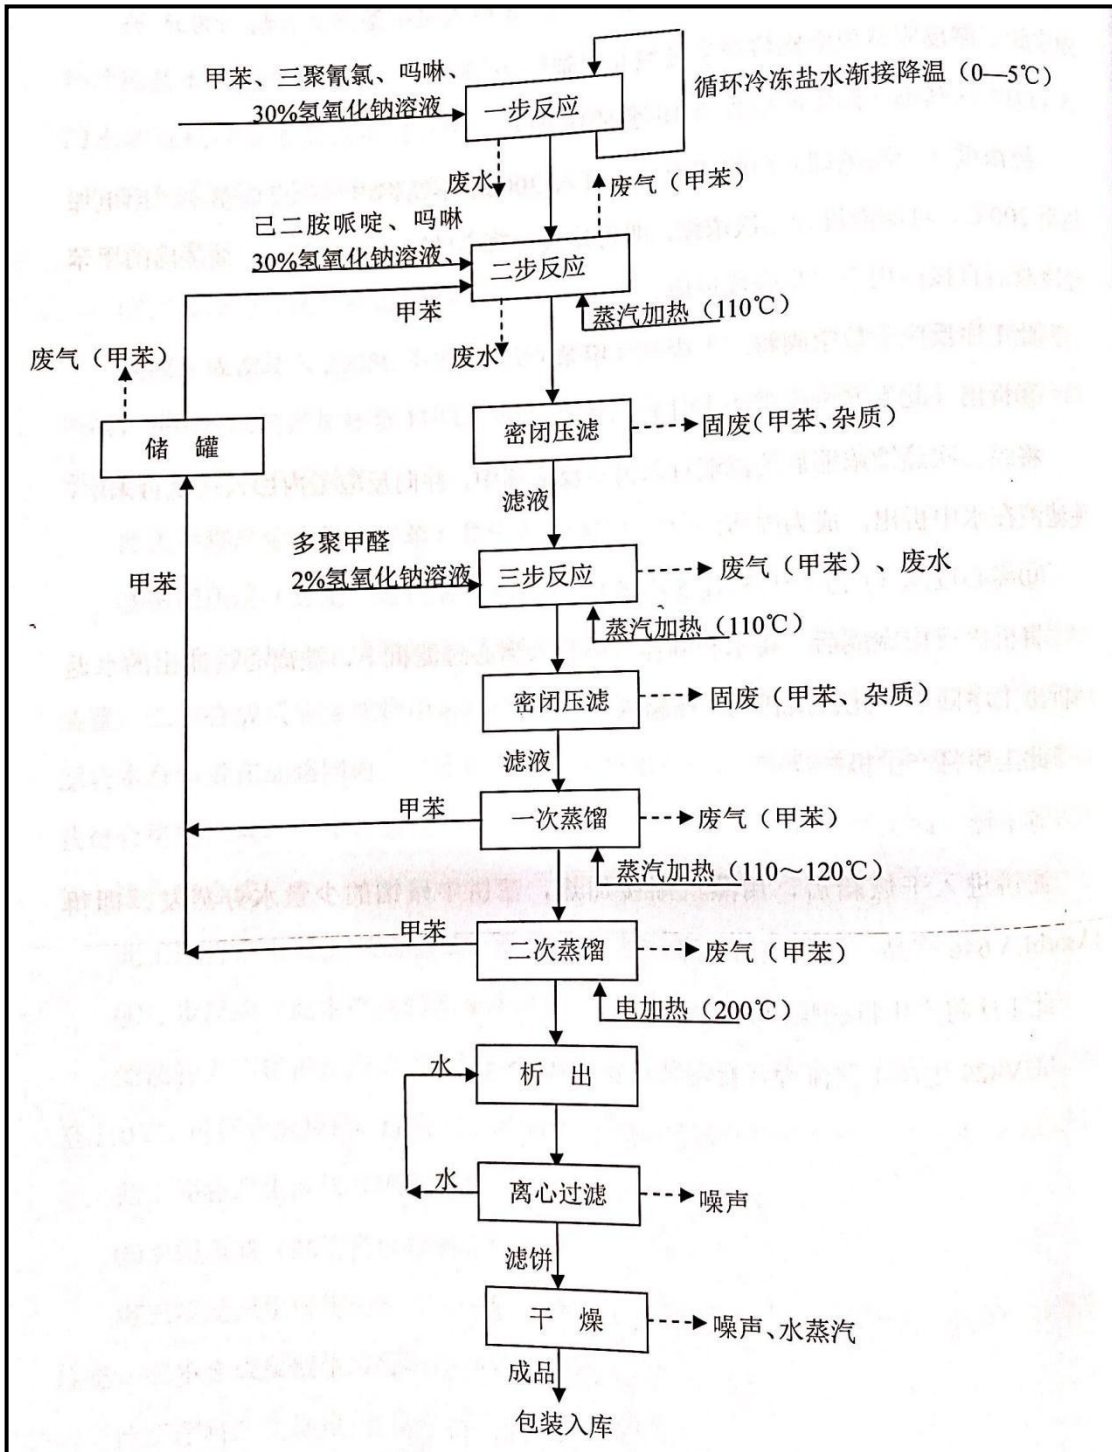 甲苯、三聚氰氯、吗啉、
30%氢氧化钠溶液
一步反应
循环冷冻盐水渐接降温（0—5℃）
废水
废气（甲苯）
己二胺哌啶、吗啉
30%氢氧化钠溶液、
二步反应
甲苯
蒸汽加热（110℃）
废水
废气（甲苯）
储 罐
密闭压滤
固废（甲苯、杂质）
滤液
多聚甲醛
2%氢氧化钠溶液
甲苯
三步反应
废气（甲苯）、废水
蒸汽加热（110℃）
密闭压滤
固废（甲苯、杂质）
滤液
甲苯
一次蒸馏
废气（甲苯）
蒸汽加热（110～120℃）
甲苯
二次蒸馏
废气（甲苯）
电加热（200℃）
水
析 出
水
离心过滤
噪声
滤饼
干 燥
噪声、水蒸汽
成品
包装入库